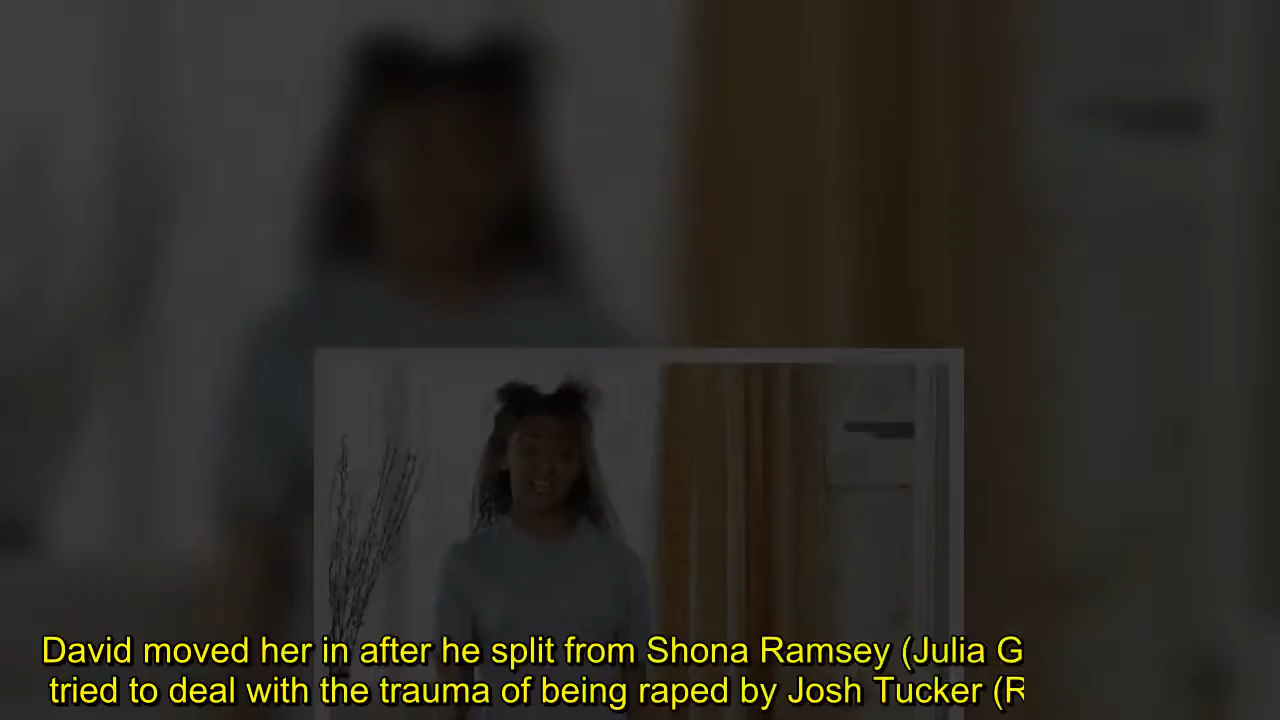 David moved her in after he split from Shona Ramsey (Julia G
tried to deal with the trauma of being raped by Josh Tucker (R